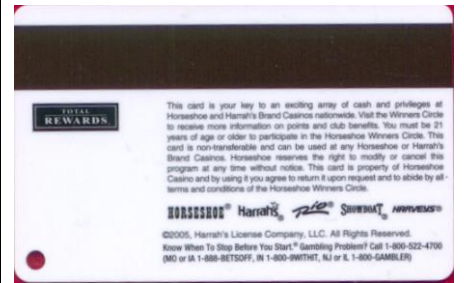 TOTAL
REWARDS
This card is your key to an exciting array of cash and privileges at
Horseshoe and Harrah's Brand Casinos nationwide. Visit the Winners Circle
to receive more information on points and club benefits. You must be 21
years of age or older to participate in the Horseshoe Winners Circle. This
card is non-transferable and can be used at any Horseshoe or Harrah's
Brand Casinos. Horseshoe reserves the right to modify or cancel this
program at any time without notice. This card is property of Horseshoe
Casino and by using it you agree to return it upon request and to abide by all
terms and conditions of the Horseshoe Winners Circle.
HORSESHOE® Harrah's® Rio® SHOWBOAT® HARVEYS®
©2005, Harrah's License Company, LLC. All Rights Reserved.
Know When To Stop Before You Start.® Gambling Problem? Call 1-800-522-4700
(MO or IA 1-888-BETSOFF, IN 1-800-9WITHIT, NJ or IL 1-800-GAMBLER)